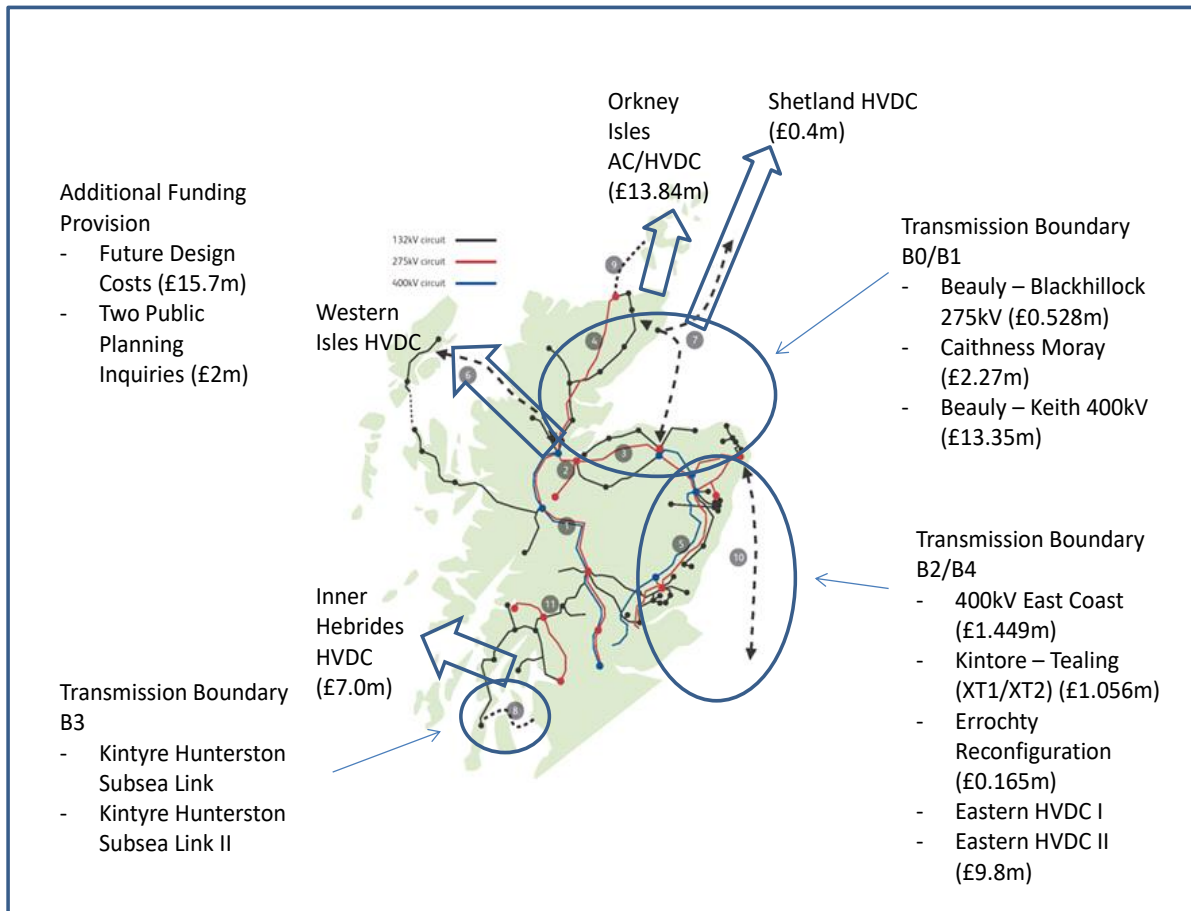 Orkney
Isles
AC/HVDC
(£13.84m)
Shetland HVDC
(£0.4m)
Additional Funding
Provision
- Future Design
Costs (£15.7m)
- Two Public
Planning
Inquiries (£2m)
132kV circuit
275kV circuit
400kV circuit
Western
Isles HVDC
Transmission Boundary
B0/B1
- Beauly – Blackhillock
275kV (£0.528m)
- Caithness Moray
(£2.27m)
- Beauly – Keith 400kV
(£13.35m)
9
4
7
6
3
2
1
5
10
11
8
Inner
Hebrides
HVDC
(£7.0m)
Transmission Boundary
B2/B4
- 400kV East Coast
(£1.449m)
- Kintore – Tealing
(XT1/XT2) (£1.056m)
- Errochty
Reconfiguration
(£0.165m)
- Eastern HVDC I
- Eastern HVDC II
(£9.8m)
Transmission Boundary
B3
- Kintyre Hunterston
Subsea Link
- Kintyre Hunterston
Subsea Link II